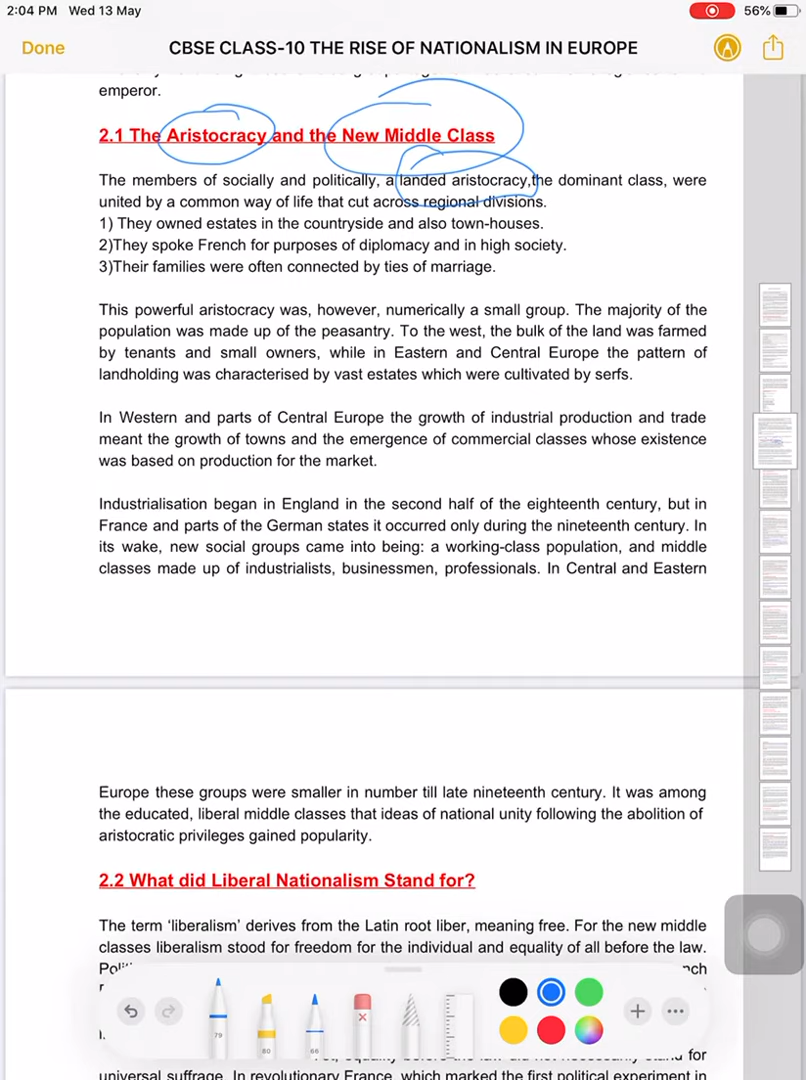 2:04 PM Wed 13 May
56%
Done
CBSE CLASS-10 THE RISE OF NATIONALISM IN EUROPE
emperor.
2.1 The Aristocracy and the New Middle Class
The members of socially and politically, a landed aristocracy,the dominant class, were
united by a common way of life that cut across regional divisions.
1) They owned estates in the countryside and also town-houses.
2)They spoke French for purposes of diplomacy and in high society.
3)Their families were often connected by ties of marriage.
This powerful aristocracy was, however, numerically a small group. The majority of the
population was made up of the peasantry. To the west, the bulk of the land was farmed
by tenants and small owners, while in Eastern and Central Europe the pattern of
landholding was characterised by vast estates which were cultivated by serfs.
In Western and parts of Central Europe the growth of industrial production and trade
meant the growth of towns and the emergence of commercial classes whose existence
was based on production for the market.
Industrialisation began in England in the second half of the eighteenth century, but in
France and parts of the German states it occurred only during the nineteenth century. In
its wake, new social groups came into being: a working-class population, and middle
classes made up of industrialists, businessmen, professionals. In Central and Eastern
Europe these groups were smaller in number till late nineteenth century. It was among
the educated, liberal middle classes that ideas of national unity following the abolition of
aristocratic privileges gained popularity.
2.2 What did Liberal Nationalism Stand for?
The term ‘liberalism’ derives from the Latin root liber, meaning free. For the new middle
classes liberalism stood for freedom for the individual and equality of all before the law.
79
80
66
for
universal suffrage. In revolutionary France, which marked the first political experiment in